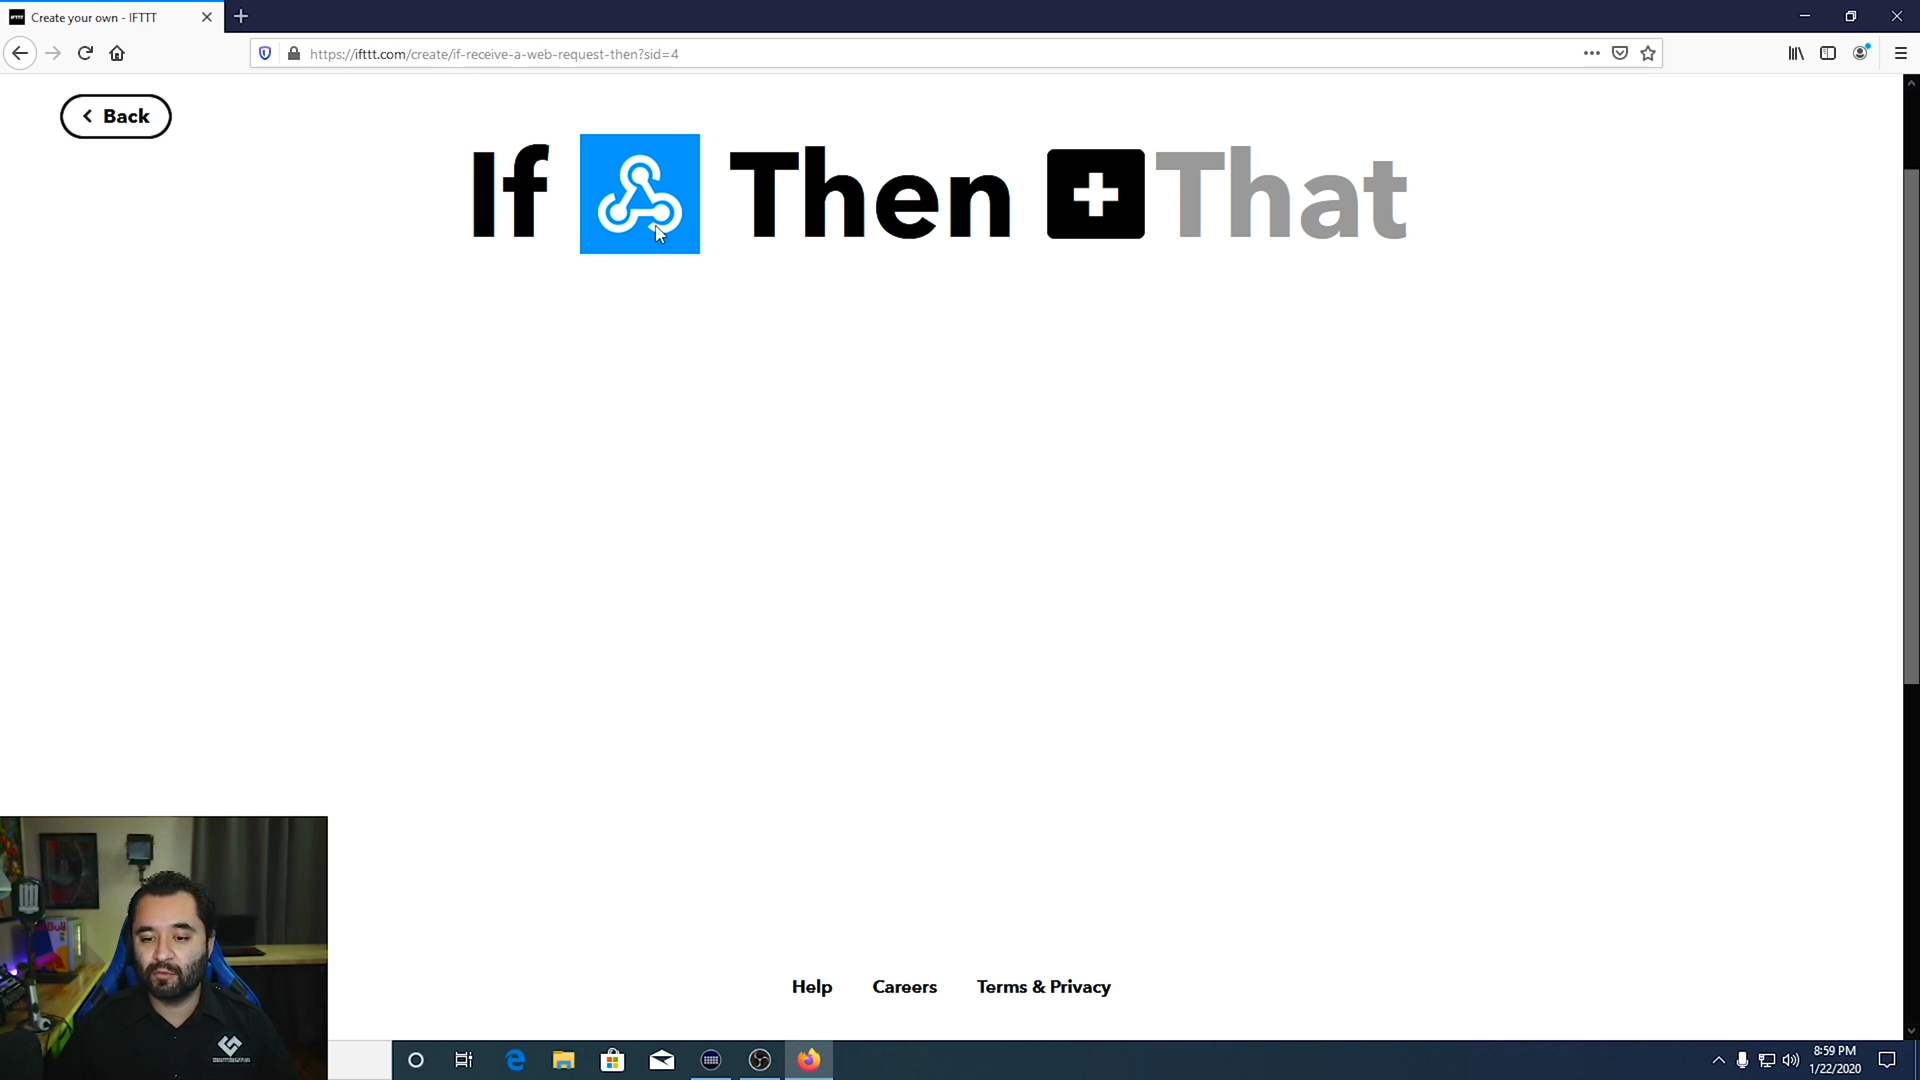 Create your own - IFTTT
https://ifttt.com/create/if-receive-a-web-request-then?sid=4
Back
If Then That
Help Careers Terms & Privacy
8:59 PM
1/22/2020